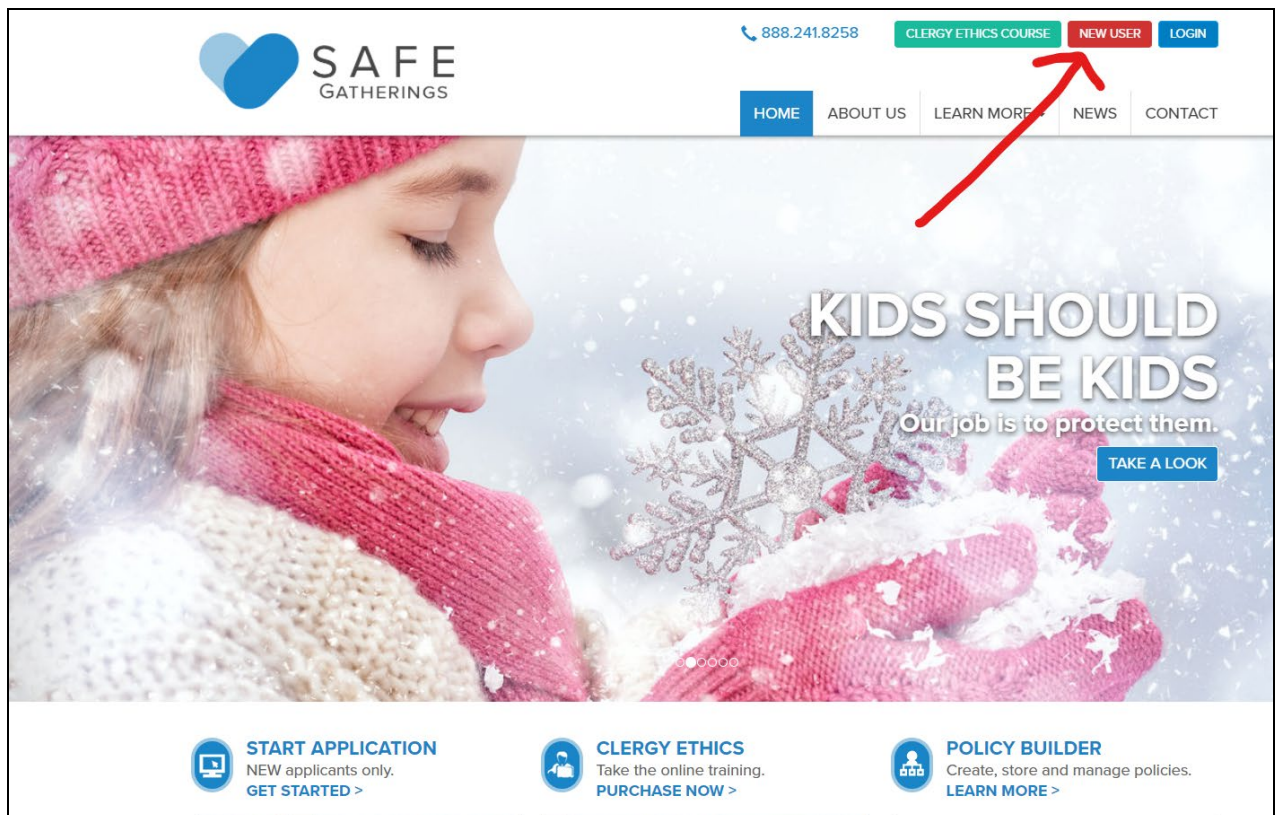 SAFE
GATHERINGS
888.241.8258
CLERGY ETHICS COURSE
NEW USER
LOGIN
HOME
ABOUT US
LEARN MORE
NEWS
CONTACT
KIDS SHOULD
BE KIDS
Our job is to protect them.
TAKE A LOOK
START APPLICATION
NEW applicants only.
GET STARTED >
CLERGY ETHICS
Take the online training.
PURCHASE NOW >
POLICY BUILDER
Create, store and manage policies.
LEARN MORE >